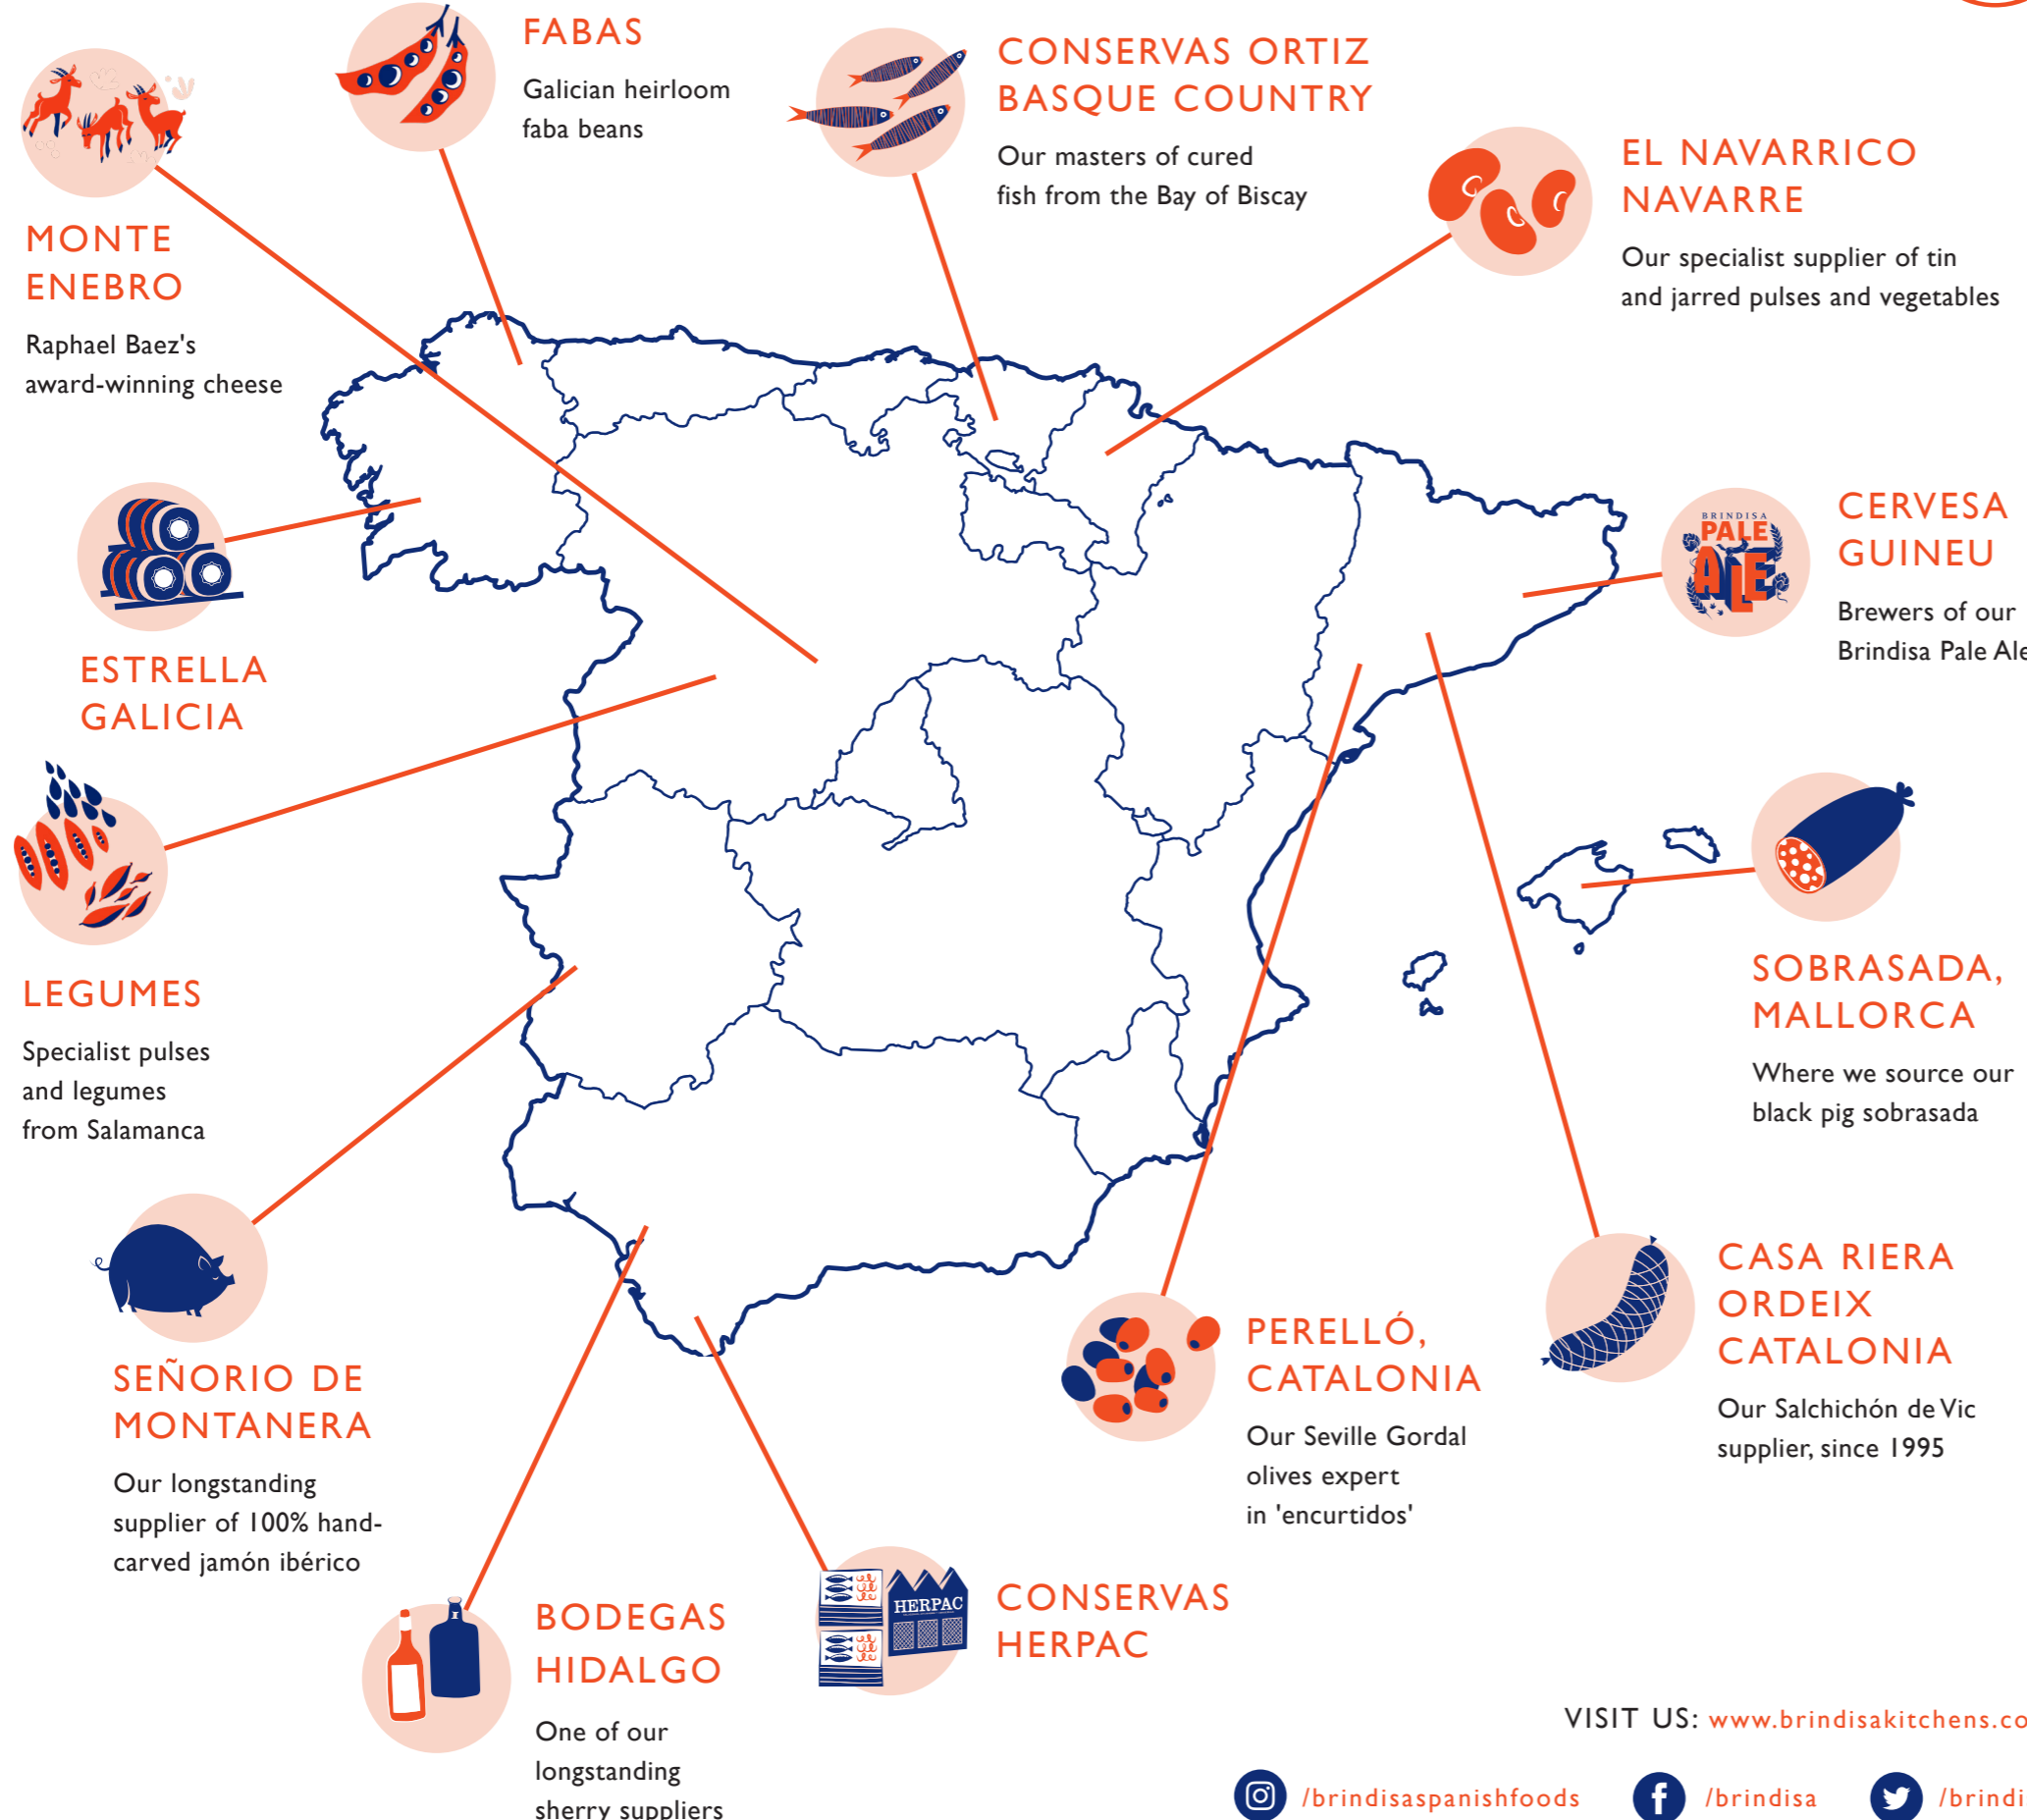 FABAS
Galician heirloom
faba beans
CONSERVAS ORTIZ
BASQUE COUNTRY
Our masters of cured
fish from the Bay of Biscay
EL NAVARRICO
NAVARRE
Our specialist supplier of tin
and jarred pulses and vegetables
MONTE
ENEBRO
Raphael Baez's
award-winning cheese
BRINDISA
PALE
ALE
CERVESA
GUINEU
Brewers of our
Brindisa Pale Ale
ESTRELLA
GALICIA
LEGUMES
Specialist pulses
and legumes
from Salamanca
SOBRASADA,
MALLORCA
Where we source our
black pig sobrasada
SEÑORIO DE
MONTANERA
Our longstanding
supplier of 100% hand-
carved jamón ibérico
PERELLÓ,
CATALONIA
Our Seville Gordal
olives expert
in 'encurtidos'
CASA RIERA
ORDEIX
CATALONIA
Our Salchichón de Vic
supplier, since 1995
BODEGAS
HIDALGO
One of our
longstanding
sherry suppliers
HERPAC
CONSERVAS
HERPAC
VISIT US: www.brindisakitchens.co
/brindisaspanishfoods
/brindisa
/brindi